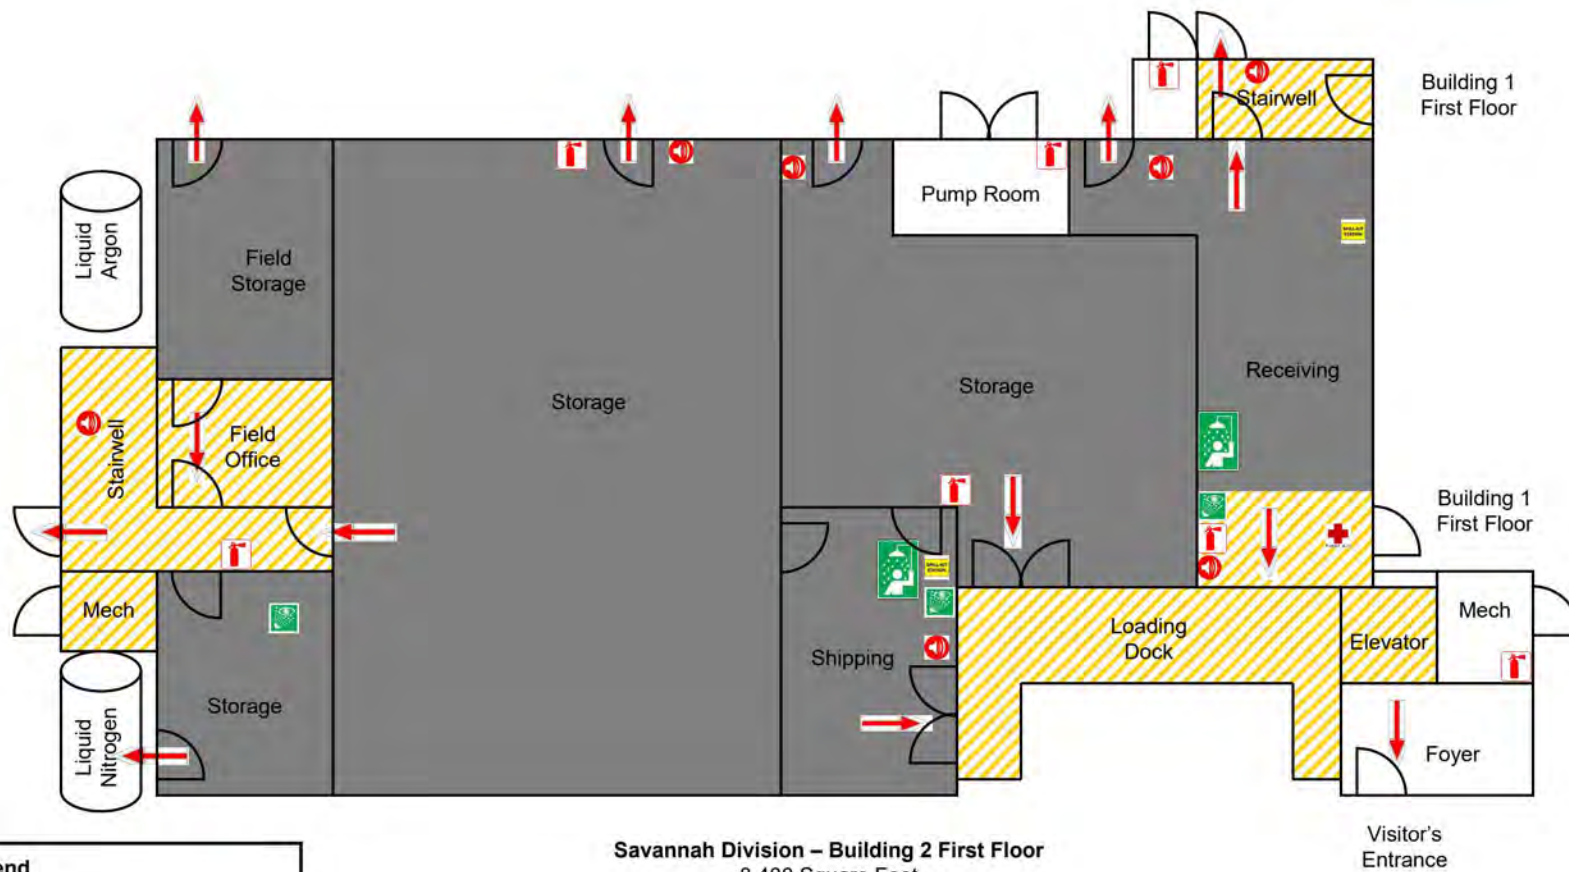 Building 1
First Floor
Stairwell
Pump Room
Liquid
Argon
Field
Storage
Receiving
Storage
Storage
Field
Office
Stairwell
Building 1
First Floor
Mech
Loading
Dock
Mech
Elevator
Shipping
Storage
Liquid
Nitrogen
Foyer
Visitor's
Entrance
Savannah Division – Building 2 First Floor